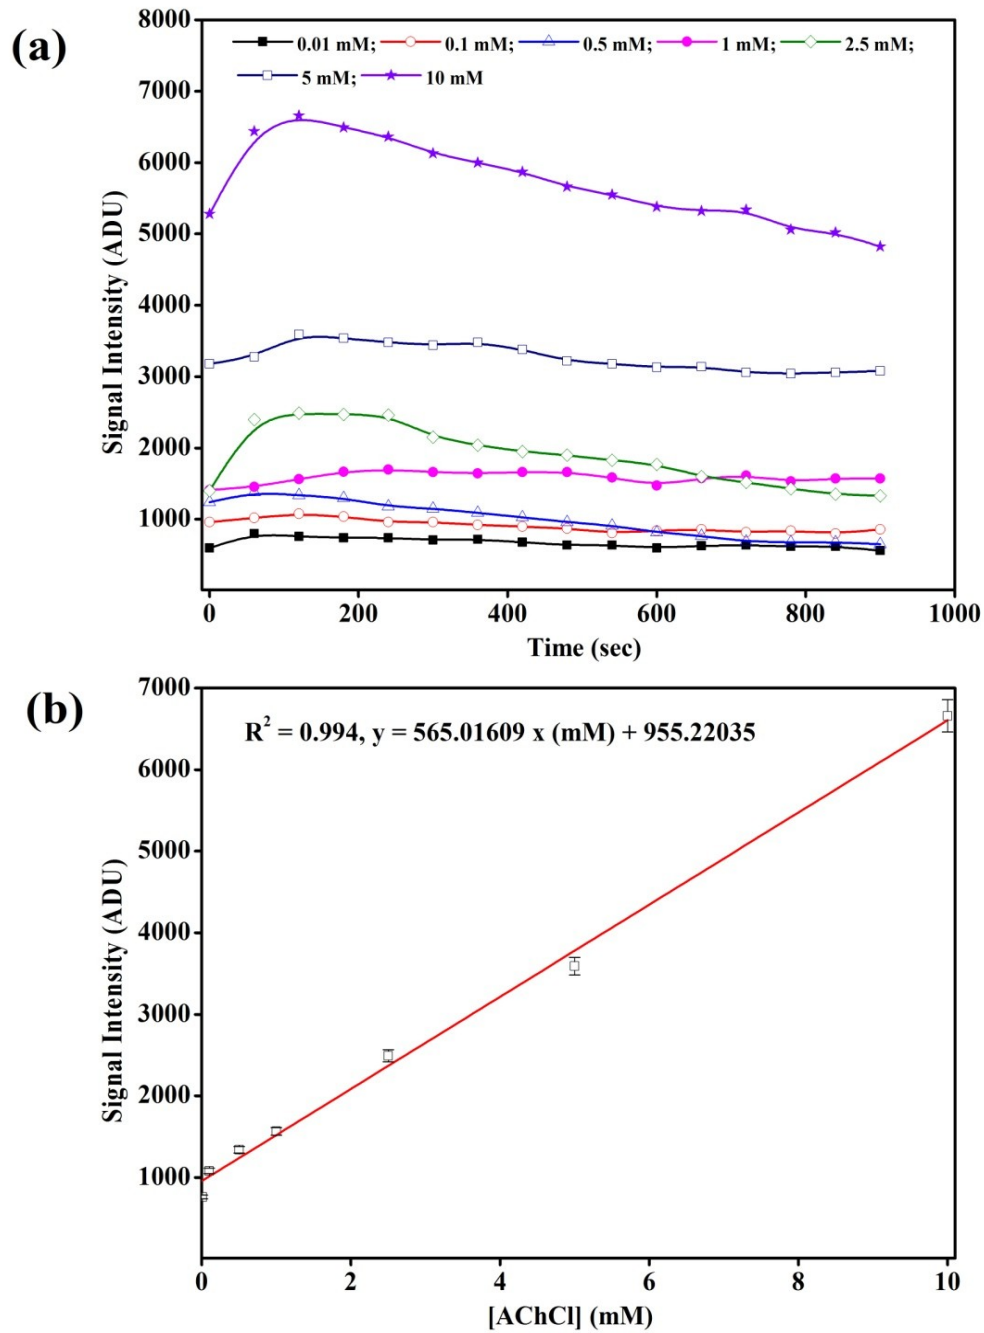 (a)
8000
7000
6000
5000
4000
3000
2000
1000
Signal Intensity (ADU)
0.01 mM; 0.1 mM; 0.5 mM; 1 mM; 2.5 mM;
5 mM; 10 mM
0 200 400 600 800 1000
Time (sec)
(b)
7000
6000
5000
4000
3000
2000
1000
Signal Intensity (ADU)
R² = 0.994, y = 565.01609 x (mM) + 955.22035
0 2 4 6 8 10
[AChCl] (mM)